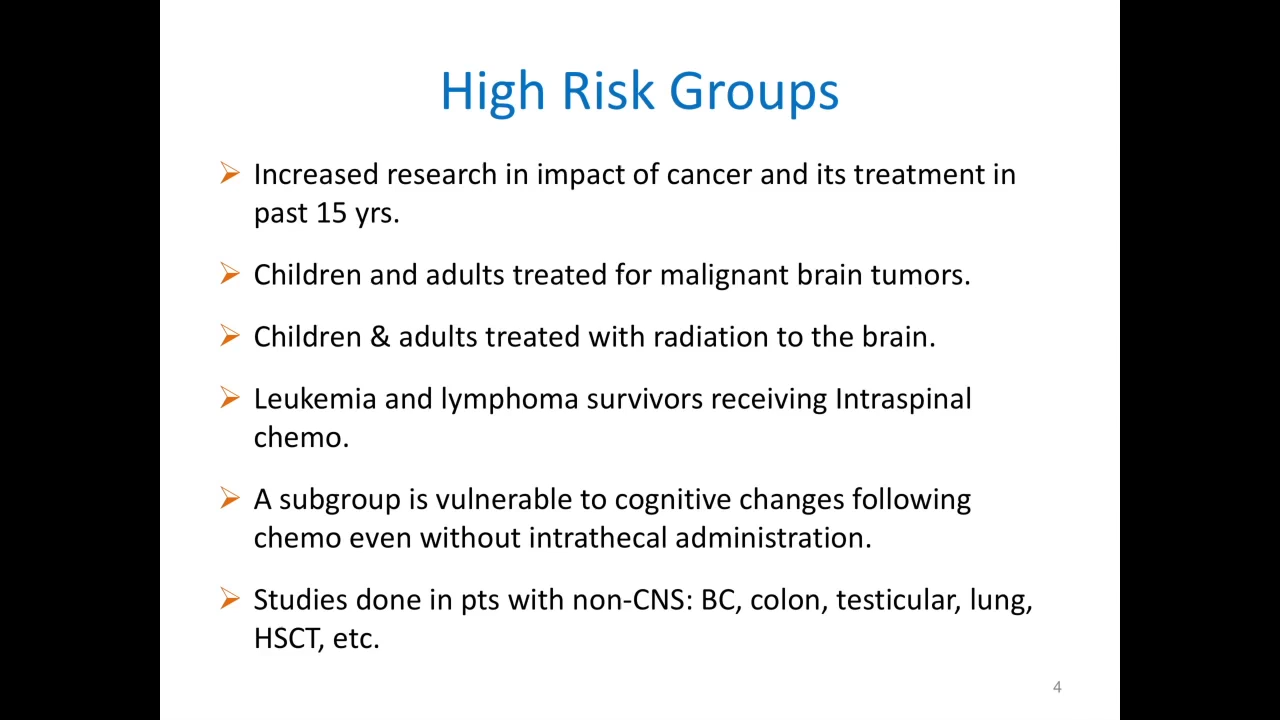 High Risk Groups
Increased research in impact of cancer and its treatment in
past 15 yrs.
Children and adults treated for malignant brain tumors.
Children & adults treated with radiation to the brain.
Leukemia and lymphoma survivors receiving Intraspinal
chemo.
A subgroup is vulnerable to cognitive changes following
chemo even without intrathecal administration.
Studies done in pts with non-CNS: BC, colon, testicular, lung,
HSCT, etc.
4